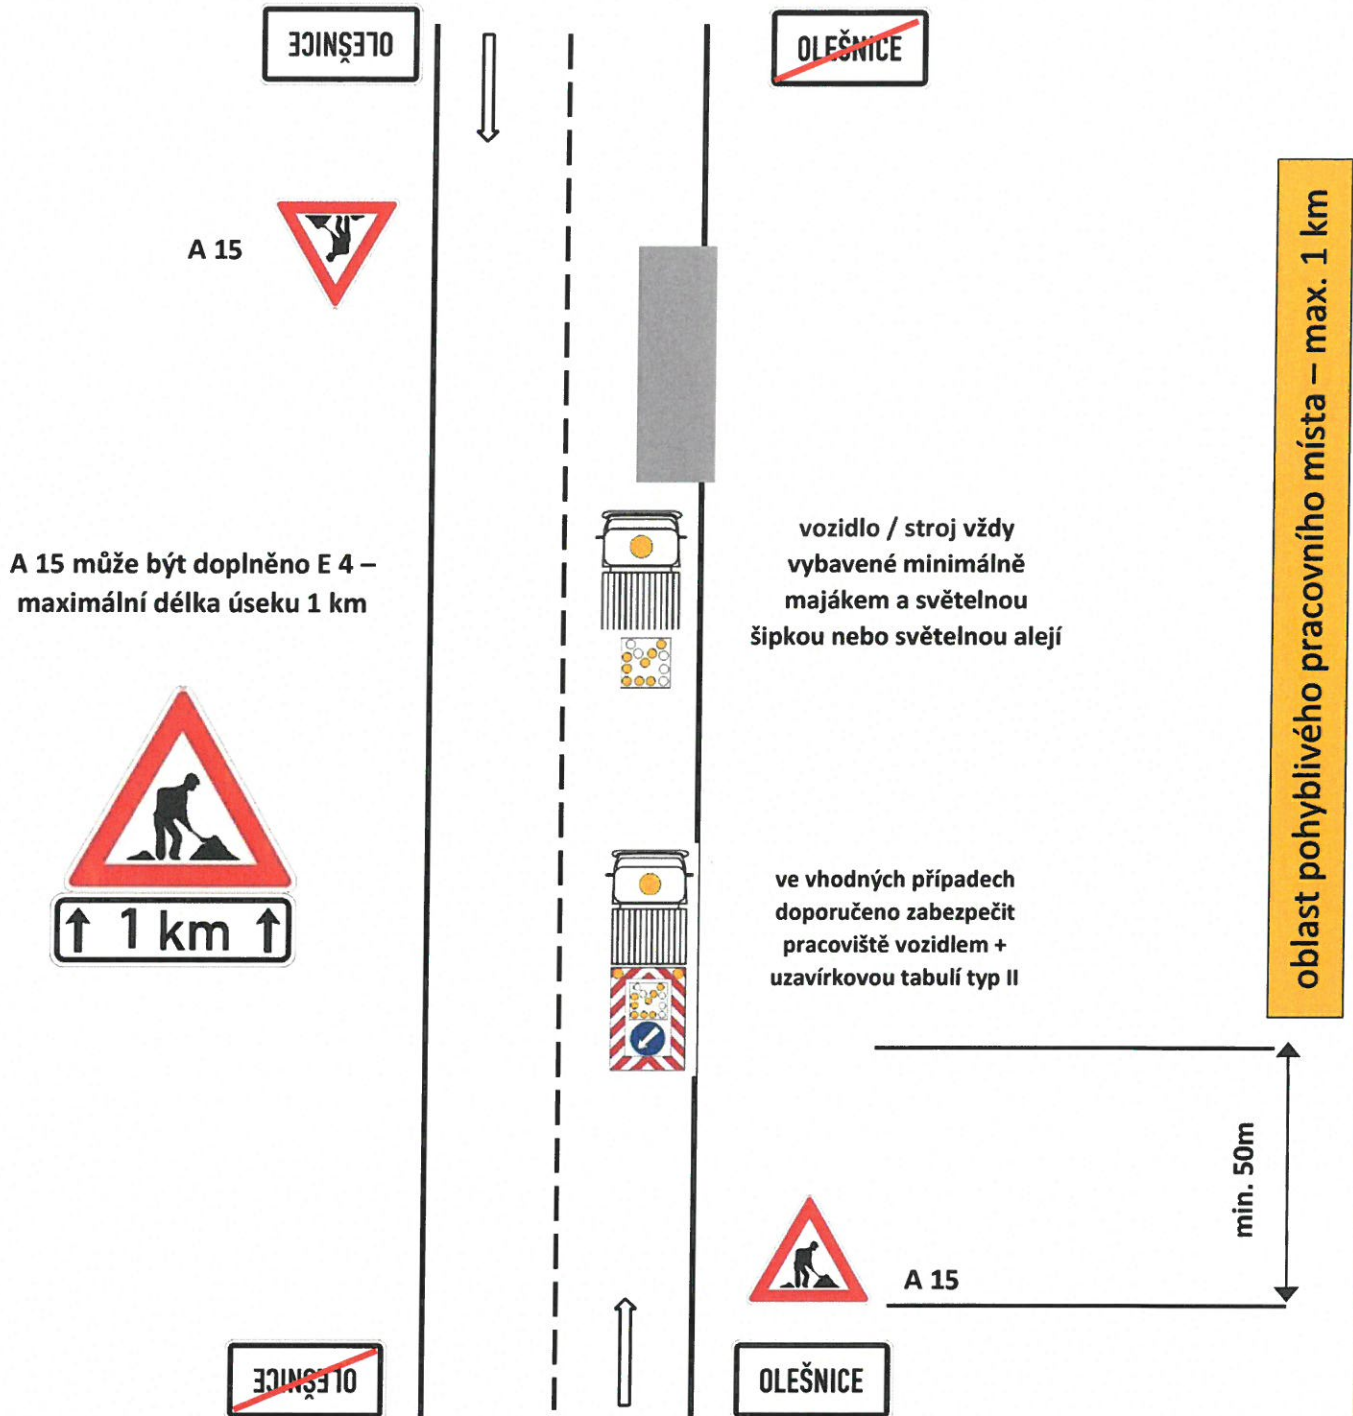 OLEŠNICE
OLEŠNICE
A 15
oblast pohyblivého pracovního místa – max. 1 km
A 15 může být doplněno E 4 –
maximální délka úseku 1 km
vozidlo / stroj vždy
vybavené minimálně
majákem a světelnou
šipkou nebo světelnou alejí
1 km
ve vhodných případech
doporučeno zabezpečit
pracoviště vozidlem +
uzavírkovou tabulí typ II
min. 50m
A 15
OLEŠNICE
OLEŠNICE